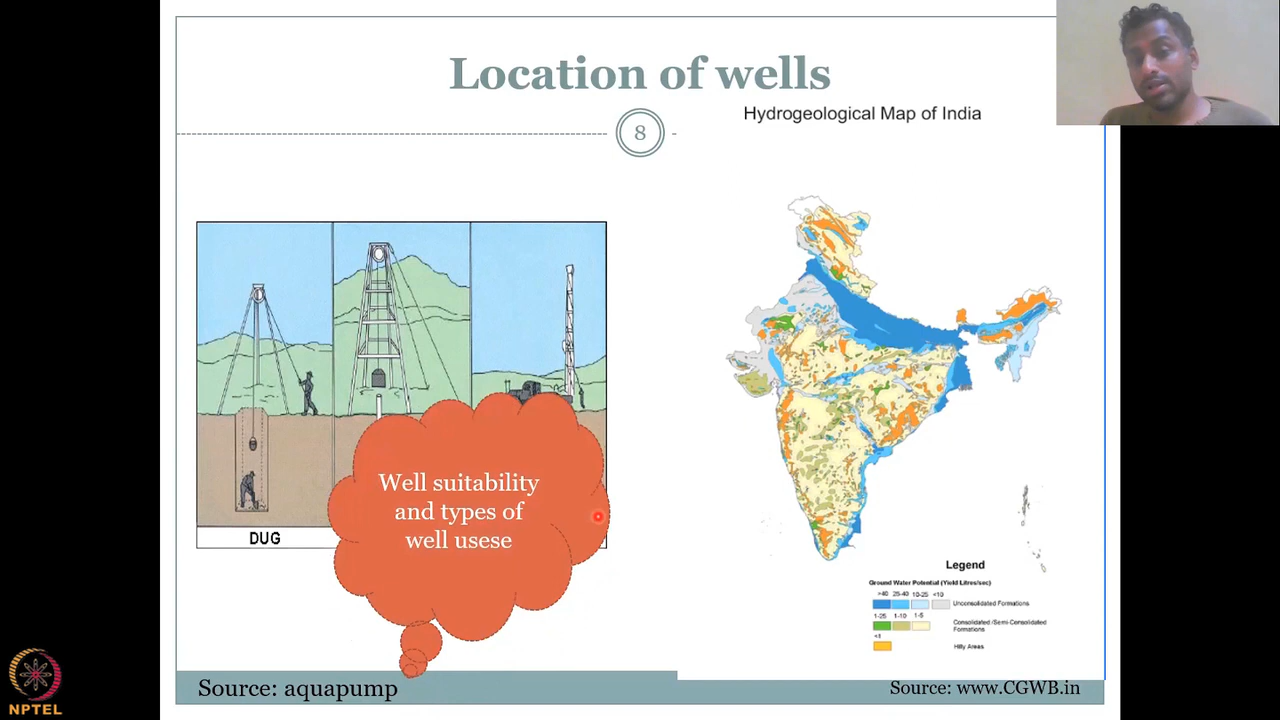 Location of wells
8
Hydrogeological Map of India
DUG
Well suitability
and types of
well usese
Legend
Ground Water Potential (Yield Litres/sec)
>40 25-40 10-25 <10
Unconsolidated Formations
1-25 1-10 1-5
Consolidated /Semi-Consolidated
Formations
<1
Hilly Areas
Source: aquapump
Source: www.CGWB.in
NPTEL